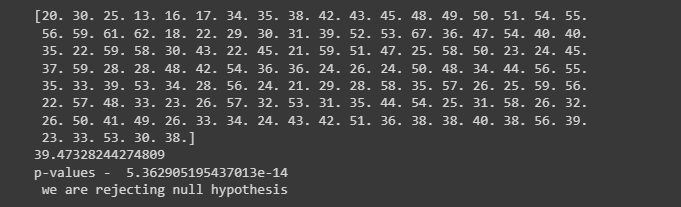 [20. 30. 25. 13. 16. 17. 34. 35. 38. 42. 43. 45. 48. 49. 50. 51. 54. 55.
56. 59. 61. 62. 18. 22. 29. 30. 31. 39. 52. 53. 67. 36. 47. 54. 40. 40.
35. 22. 59. 58. 30. 43. 22. 45. 21. 59. 51. 47. 25. 58. 50. 23. 24. 45.
37. 59. 28. 28. 48. 42. 54. 36. 36. 24. 26. 24. 50. 48. 34. 44. 56. 55.
35. 33. 39. 53. 34. 28. 56. 24. 21. 29. 28. 58. 35. 57. 26. 25. 59. 56.
22. 57. 48. 33. 23. 26. 57. 32. 53. 31. 35. 44. 54. 25. 31. 58. 26. 32.
26. 50. 41. 49. 26. 33. 34. 24. 43. 42. 51. 36. 38. 38. 40. 38. 56. 39.
23. 33. 53. 30. 38.]
39.47328244274809
p-values -  5.362905195437013e-14
we are rejecting null hypothesis